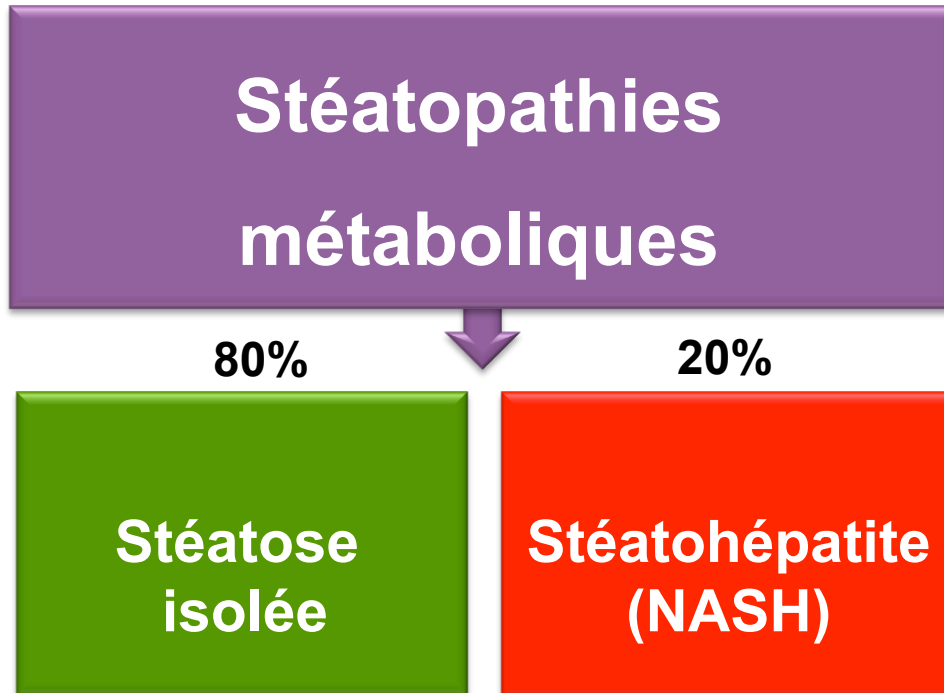 Stéatopathies
métaboliques
80%
20%
Stéatose
isolée
Stéatohépatite
(NASH)